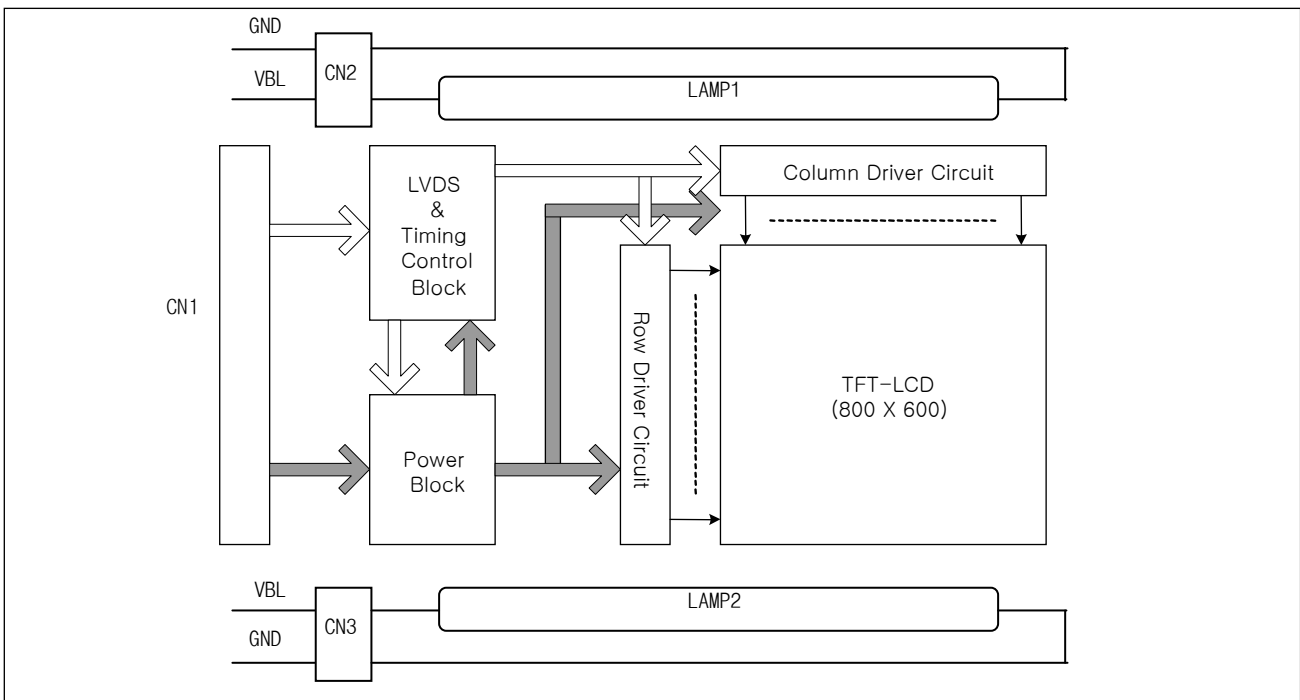 GND
CN2
VBL
LAMP1
LVDS
&
Timing
Control
Block
Column Driver Circuit
CN1
Row Driver Circuit
TFT-LCD
(800 X 600)
Power
Block
VBL
LAMP2
CN3
GND